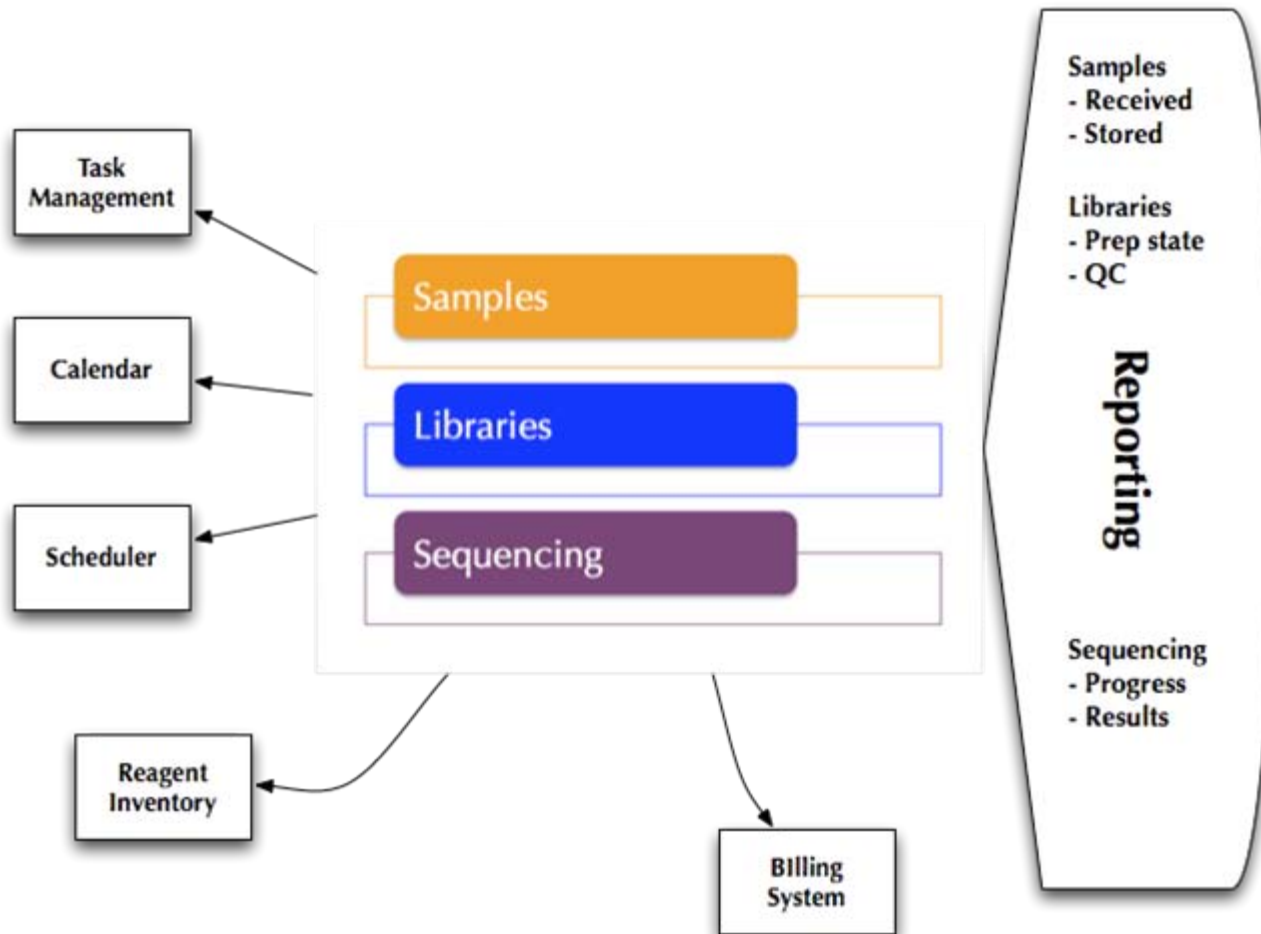 Task
Management
Calendar
Scheduler
Reagent
Inventory
BIlling
System
Samples
Libraries
Sequencing
Samples
- Received
- Stored
Libraries
- Prep state
- QC
Reporting
Sequencing
- Progress
- Results